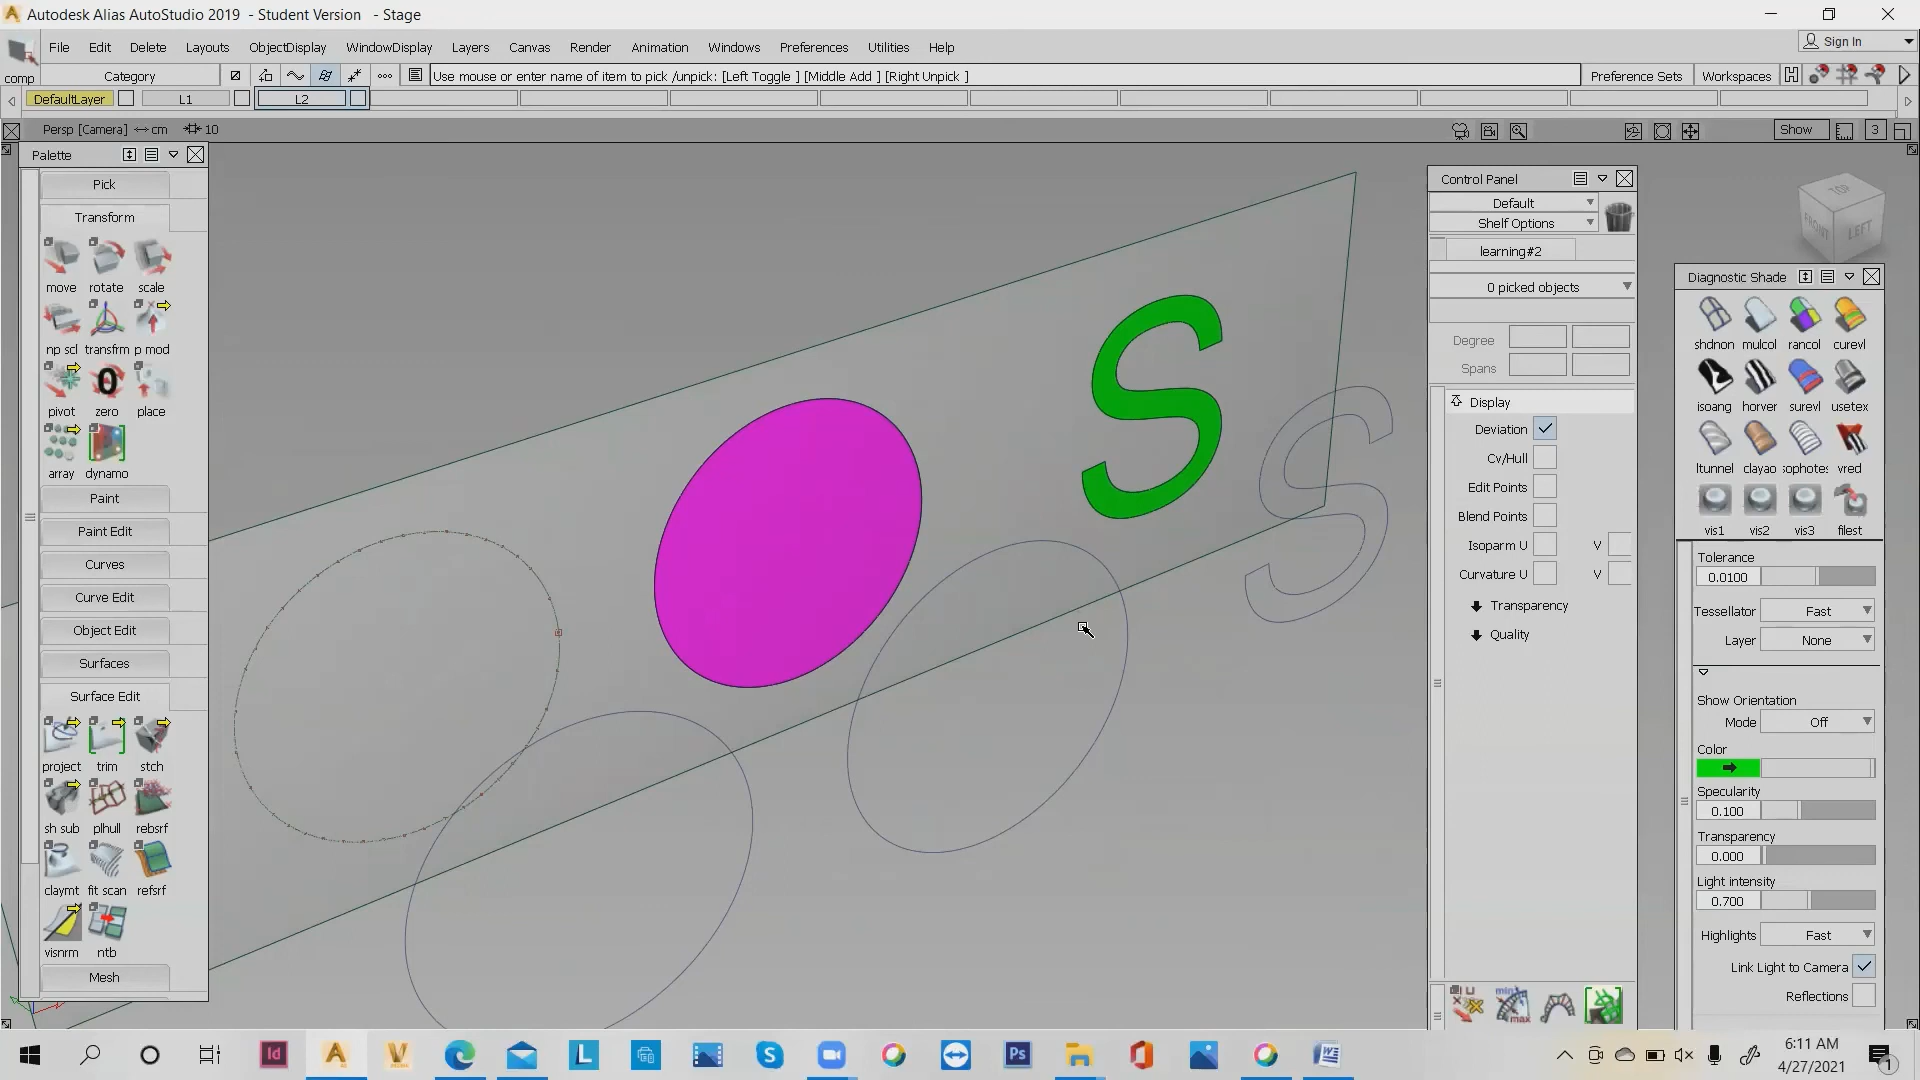 Autodesk Alias AutoStudio 2019 - Student Version - Stage
File Edit Delete Layouts ObjectDisplay WindowDisplay Layers Canvas Render Animation Windows Preferences Utilities Help
Sign In
comp
Category
Use mouse or enter name of item to pick /unpick: [Left Toggle ] [Middle Add ] [Right Unpick ]
Preference Sets
Workspaces
DefaultLayer L1 L2
Persp [Camera] cm 10
Show
3
Palette
Pick
Transform
move rotate scale
np scl transfrm p mod
pivot zero place
array dynamo
Paint
Paint Edit
Curves
Curve Edit
Object Edit
Surfaces
Surface Edit
project trim stch
sh sub plhull rebsrf
claymt fit scan refsrf
visnrm ntb
Mesh
S
S
Control Panel
Default
Shelf Options
learning#2
0 picked objects
Degree
Spans
Display
Deviation
Cv/Hull
Edit Points
Blend Points
Isoparm U V
Curvature U V
Transparency
Quality
min
max
TOP
FRONT LEFT
Diagnostic Shade
shdnon mulcol rancol curevl
isoang horver surevl usetex
ltunnel clayao sophotes vred
vis1 vis2 vis3 filest
Tolerance
0.0100
Tessellator Fast
Layer None
Show Orientation
Mode Off
Color
Specularity
0.100
Transparency
0.000
Light intensity
0.700
Highlights Fast
Link Light to Camera
Reflections
6:11 AM
4/27/2021
1